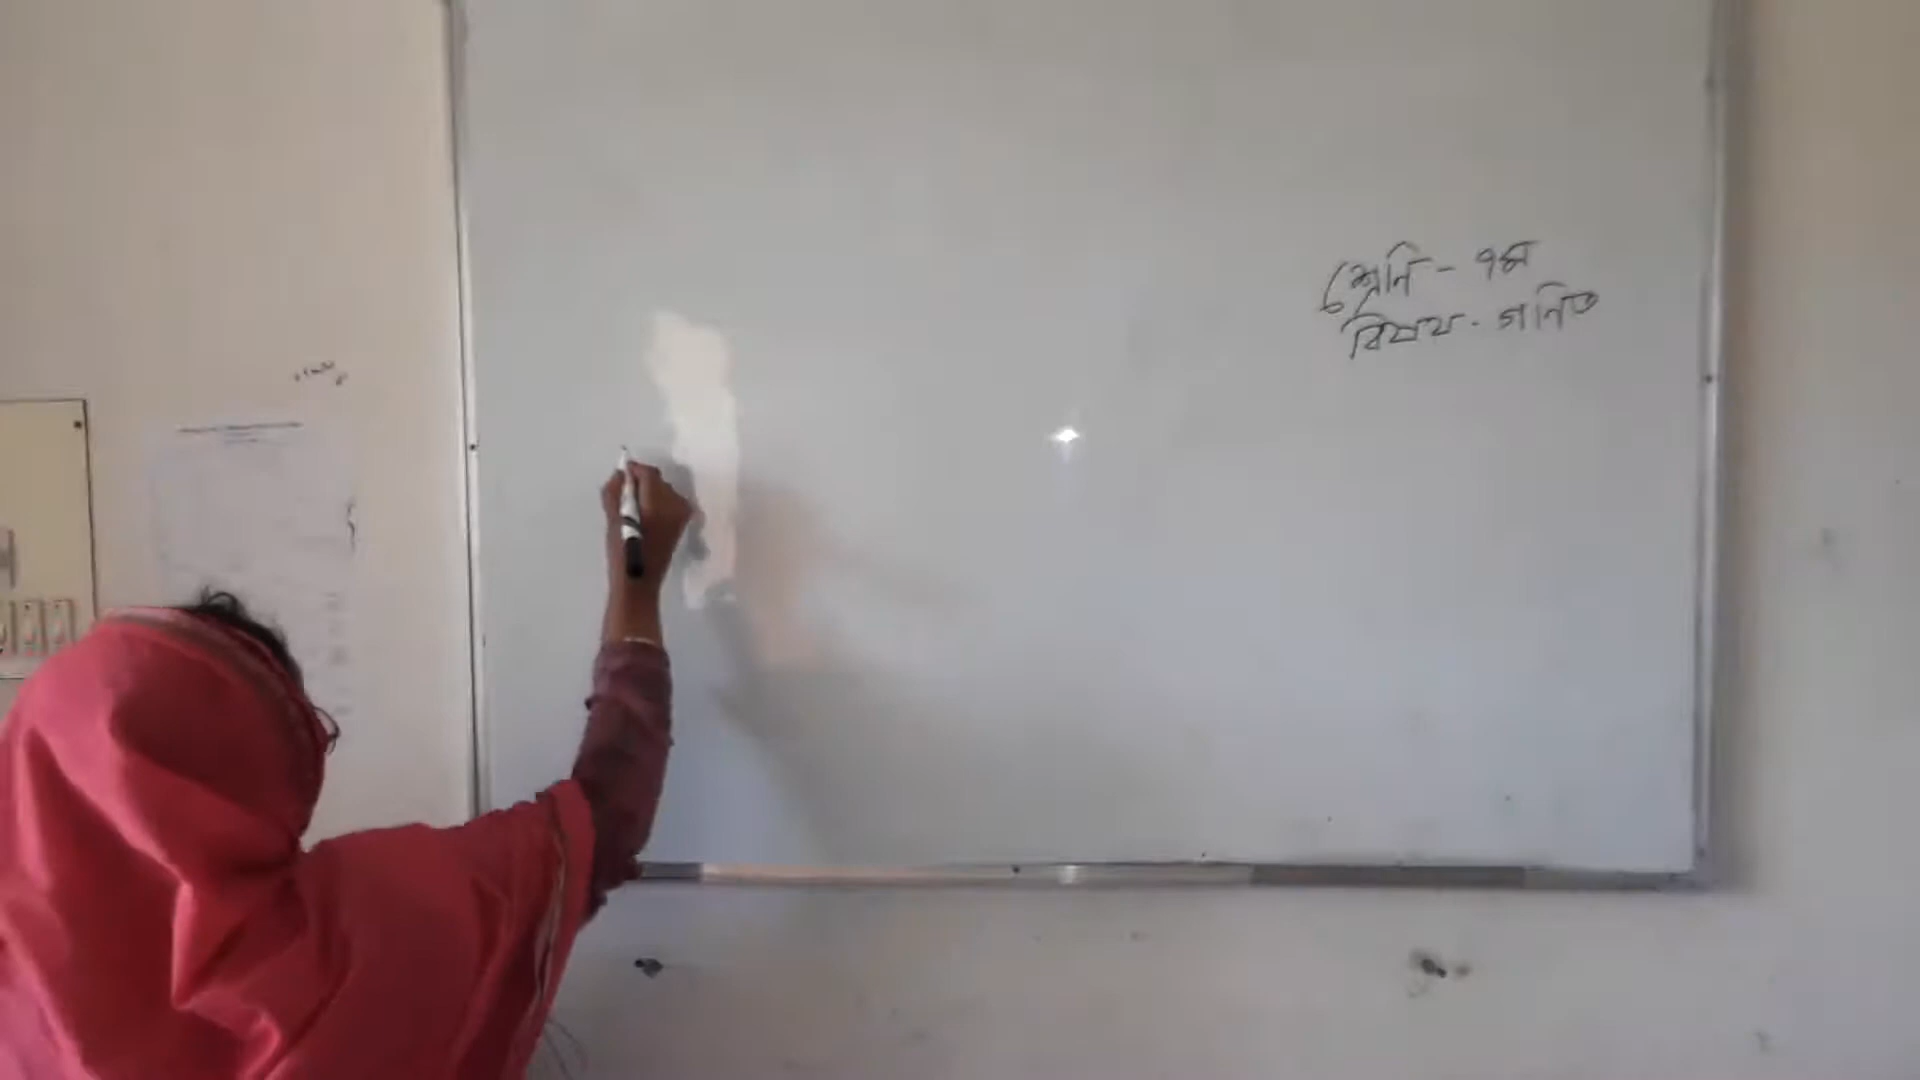 শ্রেনি - ৭ম
বিষয় - গনিত